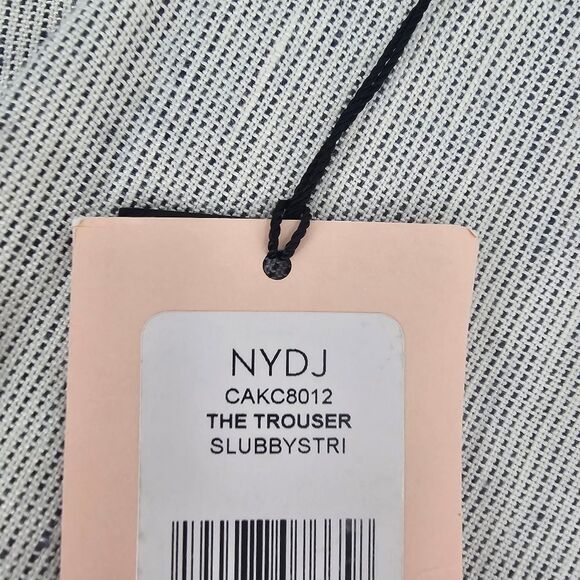 NYDJ
CAKC8012
THE TROUSER
SLUBBYSTRI